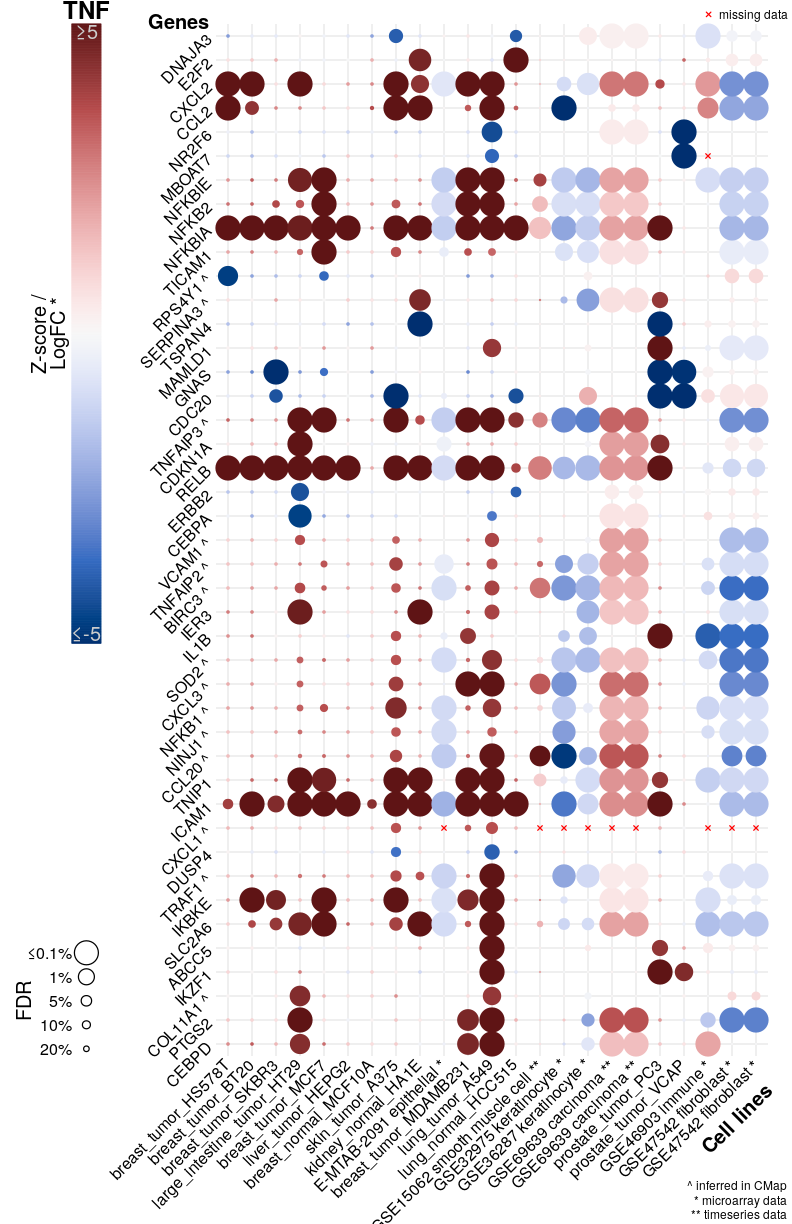 TNF
≥5
≤-5
Z-score /
LogFC *
Genes
× missing data
DNAJA3
E2F2
CXCL2
CCL2
NR2F6
MBOAT7
NFKBIE
NFKB2
NFKBIA
TICAM1
RPS4Y1 ^
SERPINA3 ^
TSPAN4
MAMLD1
GNAS
CDC20
TNFAIP3 ^
CDKN1A
RELB
ERBB2
CEBPA
VCAM1 ^
TNFAIP2 ^
BIRC3 ^
IER3
IL1B
SOD2 ^
CXCL3 ^
NFKB1 ^
NINJ1 ^
CCL20 ^
TNIP1
ICAM1
CXCL1 ^
DUSP4
TRAF1 ^
IKBKE
SLC2A6
ABCC5
IKZF1
COL11A1 ^
PTGS2
CEBPD
FDR
≤0.1%
1%
5%
10%
20%
breast_tumor_HS578T
breast_tumor_BT20
breast_tumor_SKBR3
large_Intestine_tumor_HT29
breast_tumor_MCF7
liver_tumor_HEPG2
breast_normal_MCF10A
skin_tumor_A375
kidney_normal_HA1E
E-MTAB-2091 epithelial *
breast_tumor_MDAMB231
lung_tumor_A549
lung_normal_HCC515
GSE15062 smooth muscle cell **
GSE32975 keratinocyte *
GSE36287 keratinocyte *
GSE69639 carcinoma **
GSE69639 carcinoma **
prostate_tumor_PC3
prostate_tumor_VCAP
GSE46903 Immune *
GSE47542 fibroblast *
GSE47542 fibroblast *
Cell lines
^ inferred in CMap
* microarray data
** timeseries data